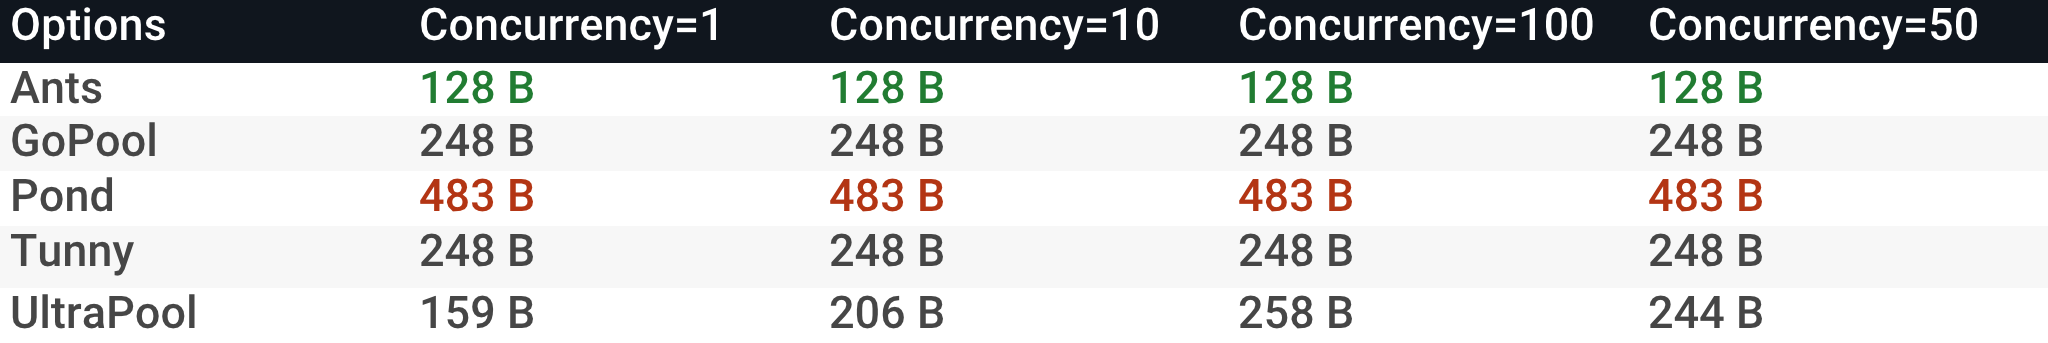 Options Concurrency=1 Concurrency=10 Concurrency=100 Concurrency=50
Ants 128 B 128 B 128 B 128 B
GoPool 248 B 248 B 248 B 248 B
Pond 483 B 483 B 483 B 483 B
Tunny 248 B 248 B 248 B 248 B
UltraPool 159 B 206 B 258 B 244 B